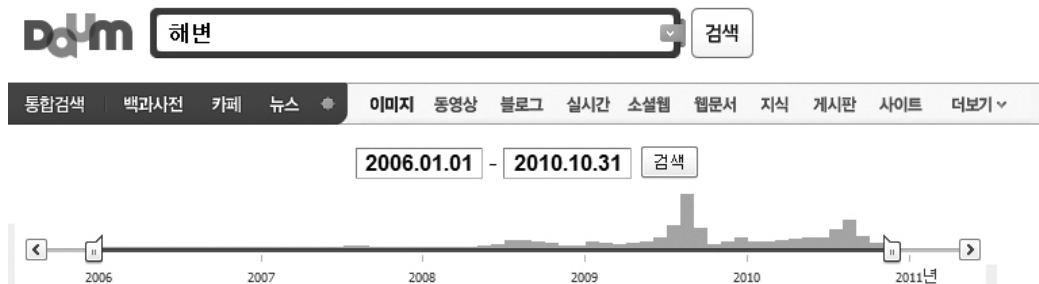 Daum 해변 검색
통합검색 백과사전 카페 뉴스 이미지 동영상 블로그 실시간 소셜웹 웹문서 지식 게시판 사이트 더보기
2006.01.01 - 2010.10.31 검색
2006 2007 2008 2009 2010 2011년